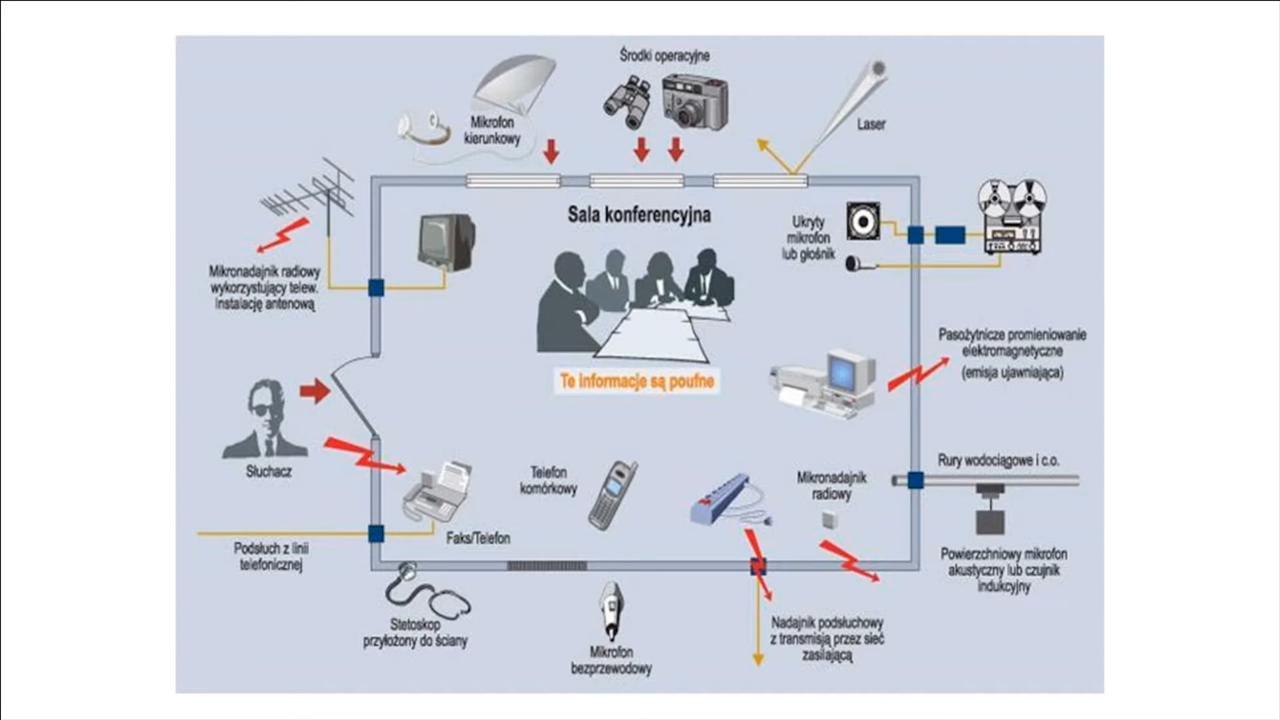 Środki operacyjne
Mikrofon
kierunkowy
Laser
Sala konferencyjna
Ukryty
mikrofon
lub głośnik
Mikronadajnik radiowy
wykorzystujący telew.
Instalację antenową
Pasożytnicze promieniowanie
elektromagnetyczne
(emisja ujawniająca)
Te informacje są poufne
Słuchacz
Telefon
komórkowy
Mikronadajnik
radiowy
Rury wodociągowe i c.o.
Faks/Telefon
Podsłuch z linii
telefonicznej
Powierzchniowy mikrofon
akustyczny lub czujnik
indukcyjny
Stetoskop
przyłożony do ściany
Mikrofon
bezprzewodowy
Nadajnik podsłuchowy
z transmisją przez sieć
zasilającą